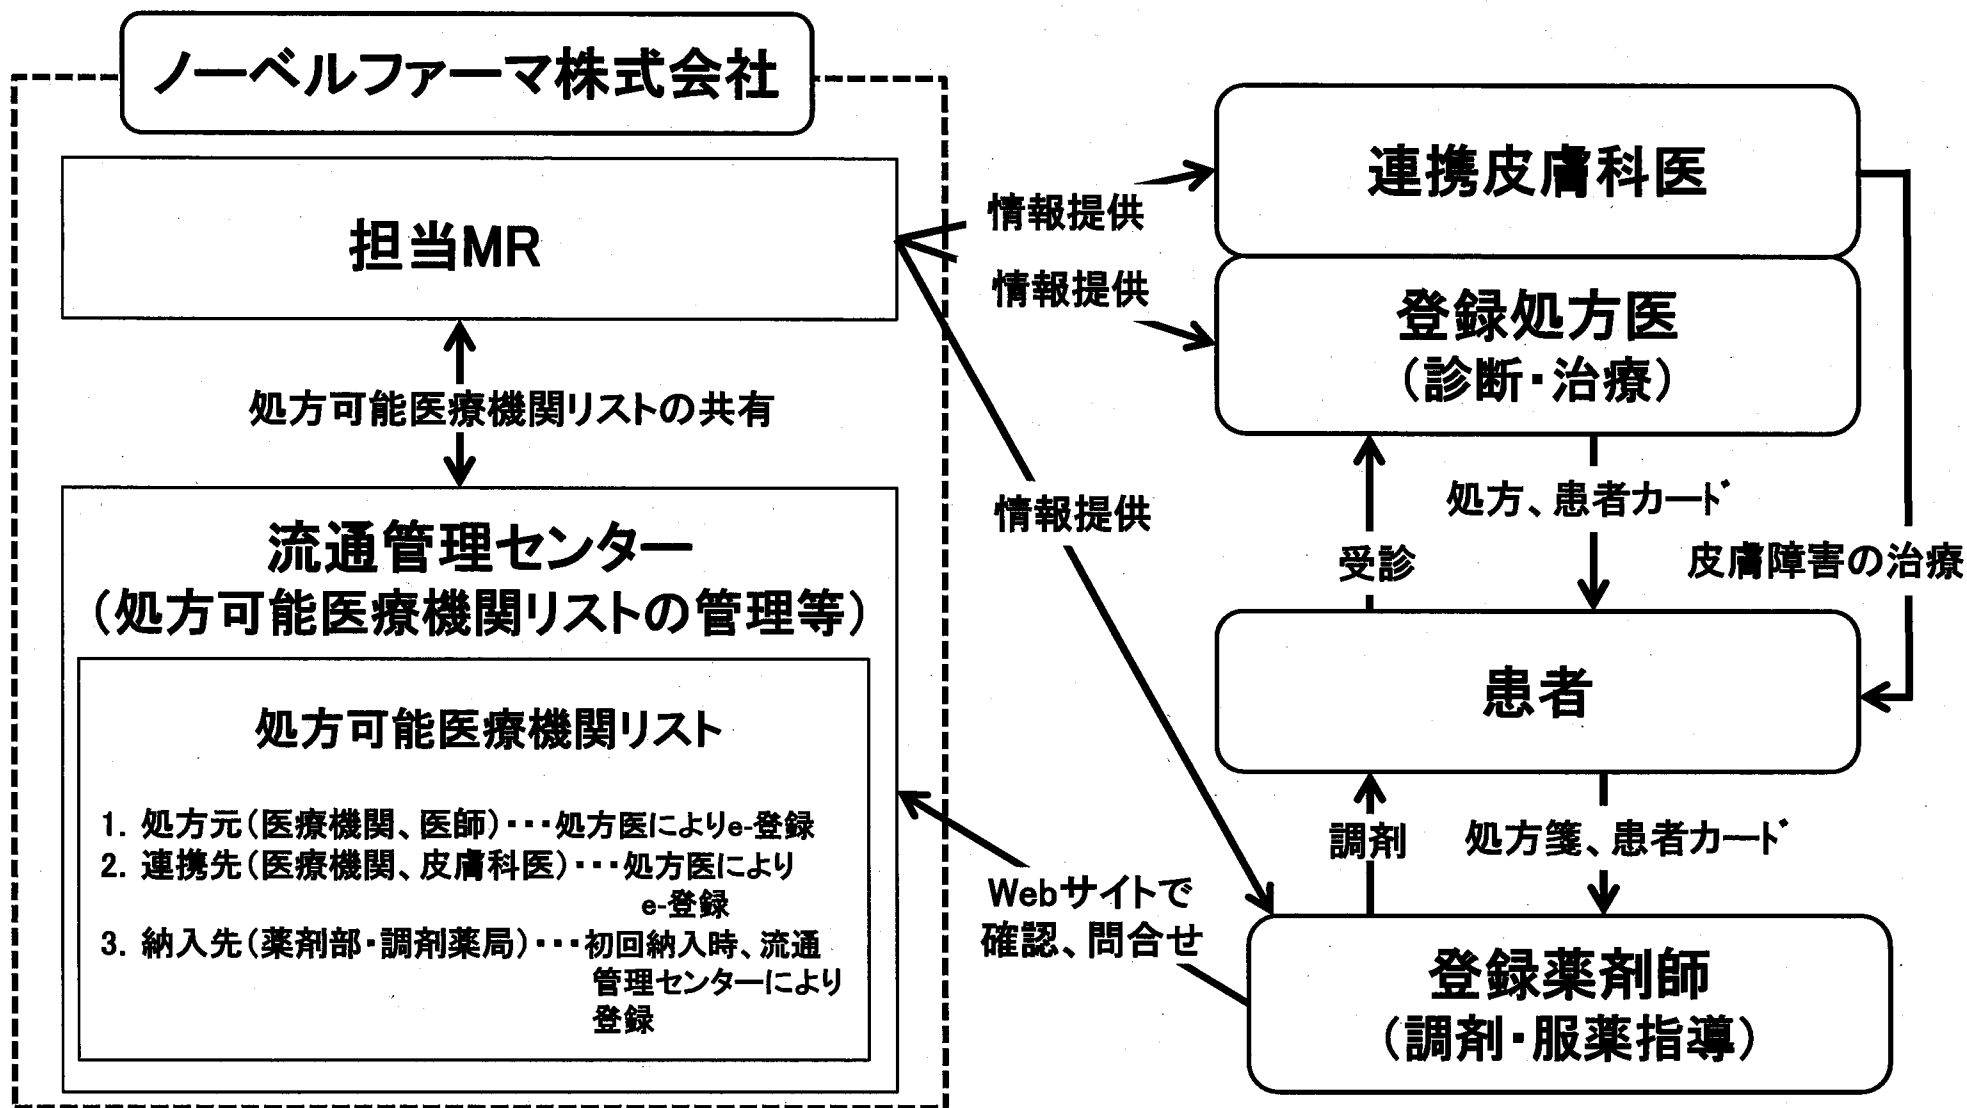 ノーベルファーマ株式会社
担当MR
処方可能医療機関リストの共有
流通管理センター
（処方可能医療機関リストの管理等）
処方可能医療機関リスト
1. 処方元（医療機関、医師）・・・処方医によりe-登録
2. 連携先（医療機関、皮膚科医）・・・処方医により
e-登録
3. 納入先（薬剤部・調剤薬局）・・・初回納入時、流通
管理センターにより
登録
情報提供
情報提供
情報提供
Webサイトで
確認、問合せ
連携皮膚科医
登録処方医
（診断・治療）
受診
処方、患者カード
皮膚障害の治療
患者
調剤
処方箋、患者カード
登録薬剤師
（調剤・服薬指導）